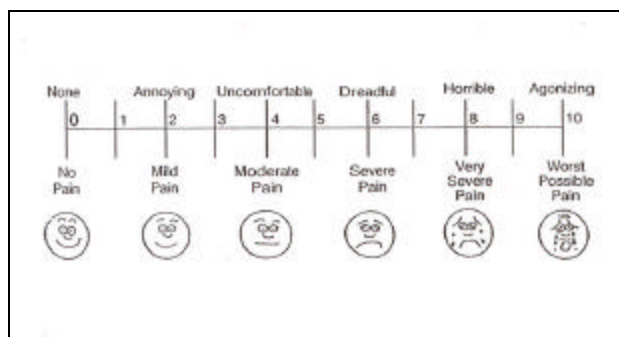 None Annoying Uncomfortable Dreadful Horrible Agonizing
0 1 2 3 4 5 6 7 8 9 10
No Pain
Mild Pain
Moderate Pain
Severe Pain
Very Severe Pain
Worst Possible Pain